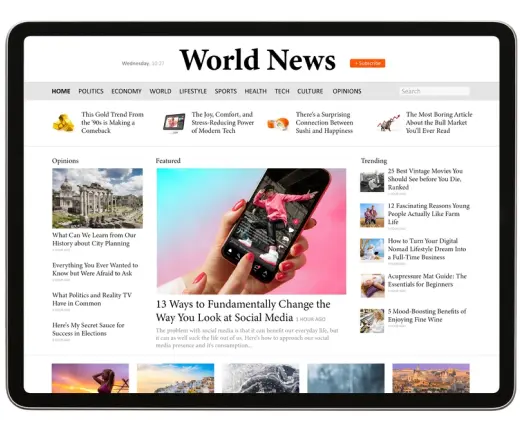 Wednesday, 10:27
World News
+ Subscribe
HOME POLITICS ECONOMY WORLD LIFESTYLE SPORTS HEALTH TECH CULTURE OPINIONS
Search
This Gold Trend From
the '90s is Making a
Comeback
The Joy, Comfort, and
Stress-Reducing Power
of Modern Tech
There's a Surprising
Connection Between
Sushi and Happiness
The Most Boring Article
About the Bull Market
You'll Ever Read
Opinions
What Can We Learn from Our
History about City Planning
Everything You Ever Wanted to
Know but Were Afraid to Ask
What Politics and Reality TV
Have in Common
Here's My Secret Sauce for
Success in Elections
Featured
13 Ways to Fundamentally Change the
Way You Look at Social Media 1 HOUR AGO
The problem with social media is that it can benefit our everyday life, but
it can as well suck the life out of us. Here's how to approach our social
media presence and it's consumption...
Trending
25 Best Vintage Movies You
Should See before You Die,
Ranked
12 Fascinating Reasons Young
People Actually Like Farm
Life
How to Turn Your Digital
Nomad Lifestyle Dream Into
a Full-Time Business
Acupressure Mat Guide: The
Essentials for Beginners
5 Mood-Boosting Benefits of
Enjoying Fine Wine